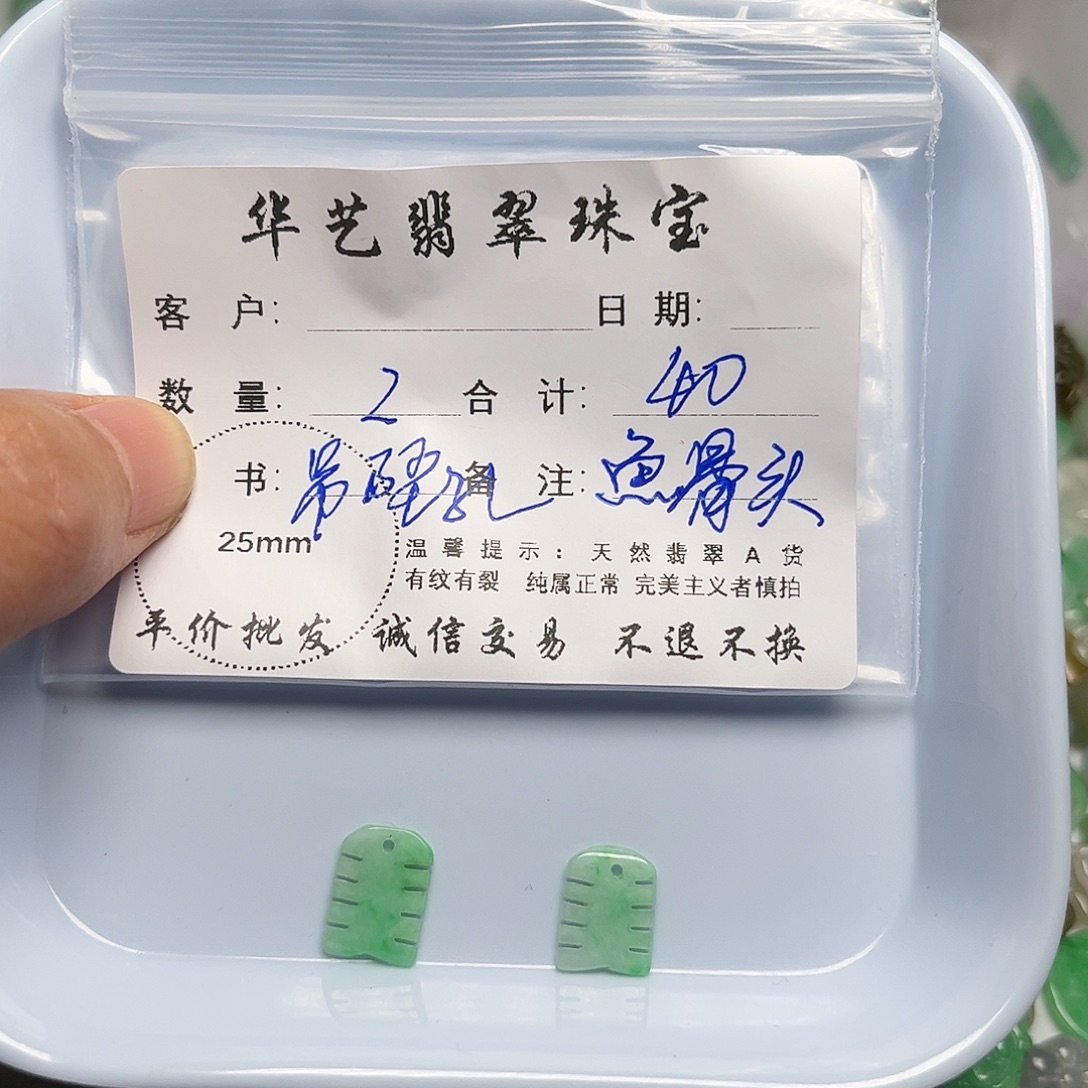 华艺翡翠珠宝
客 户: 日 期:
数 量: 2 合 计: 40
书: 吊 孔 备 注: 鱼骨头
25mm
温馨提示:天然翡翠A货
有纹有裂 纯属正常 完美主义者慎拍
平价批发 诚信交易 不退不换